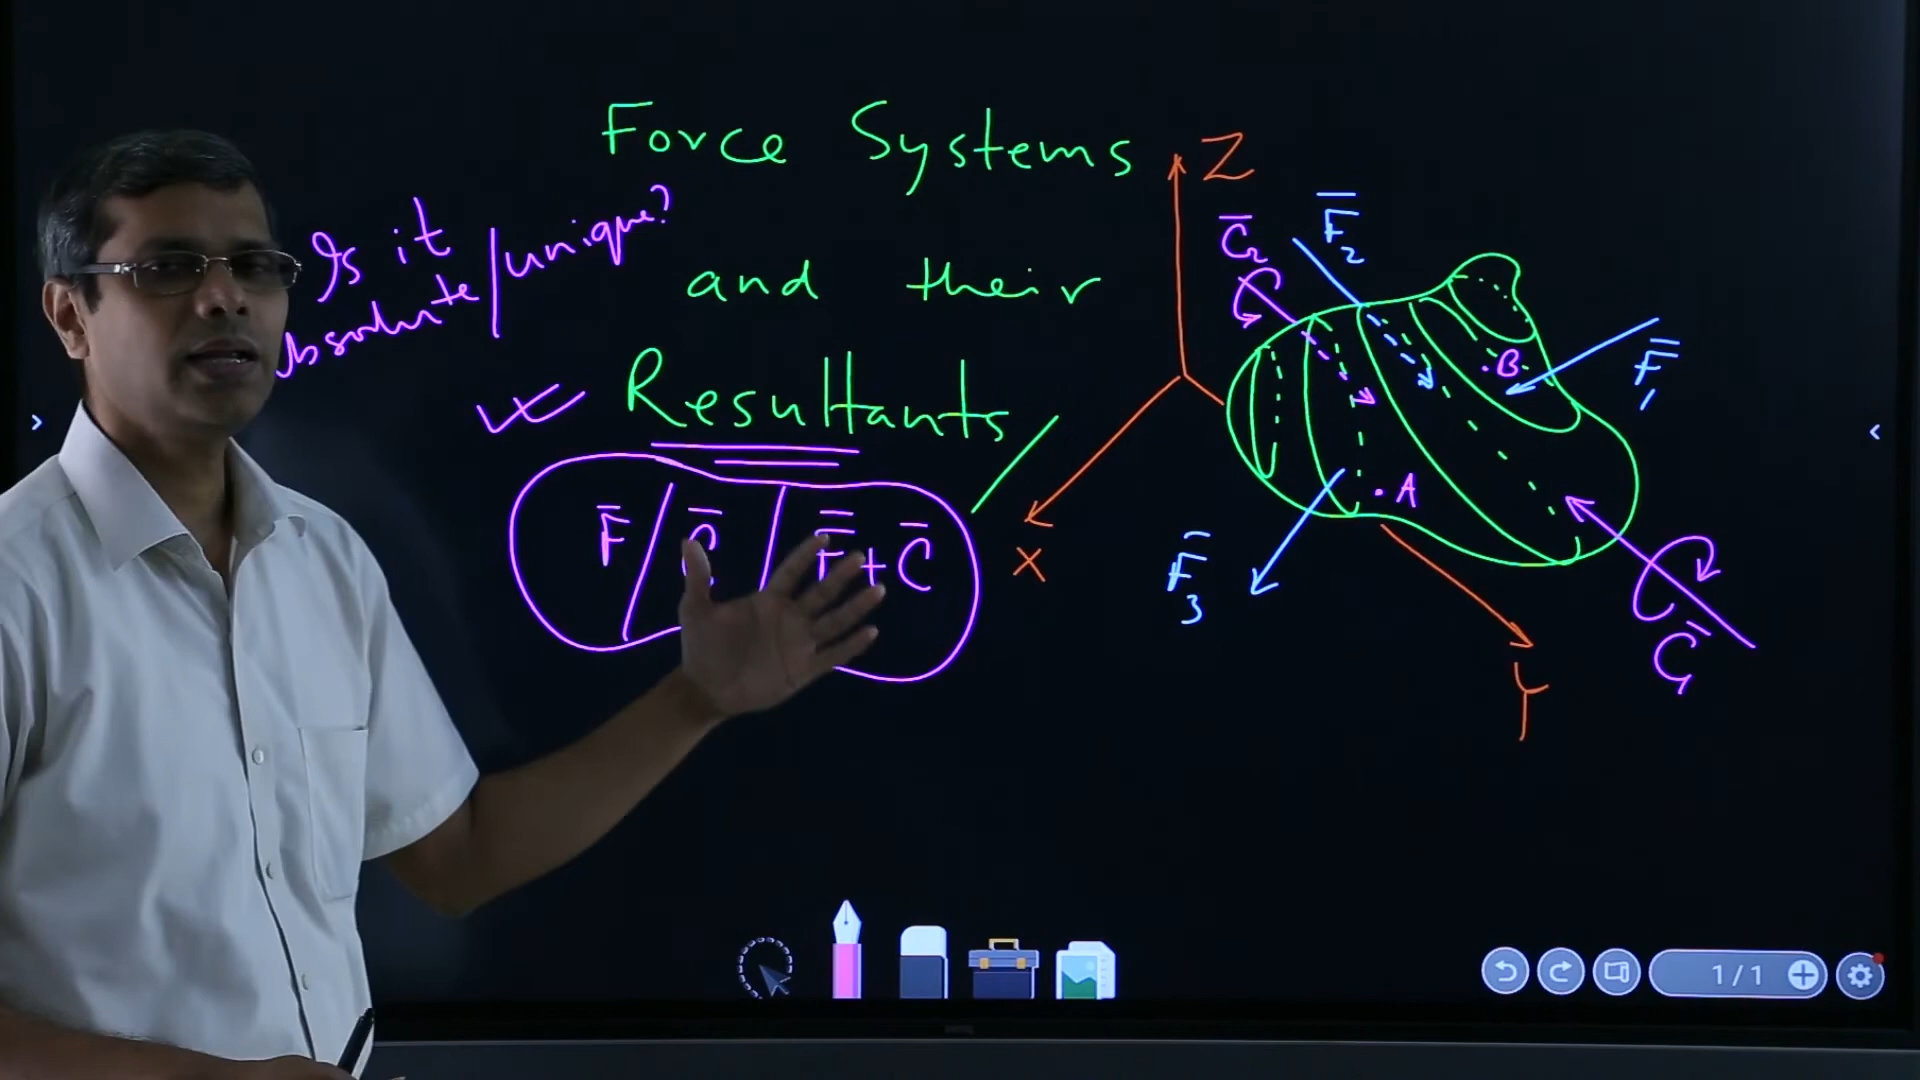 Force Systems
and their
Resultants
Is it
absolute/unique?
F̄ / C̄ / F̄ + C̄
Z
X
Y
C̄₂
F̄₂
F̄₁
F̄₃
C̄₁
.B
.A
1/1